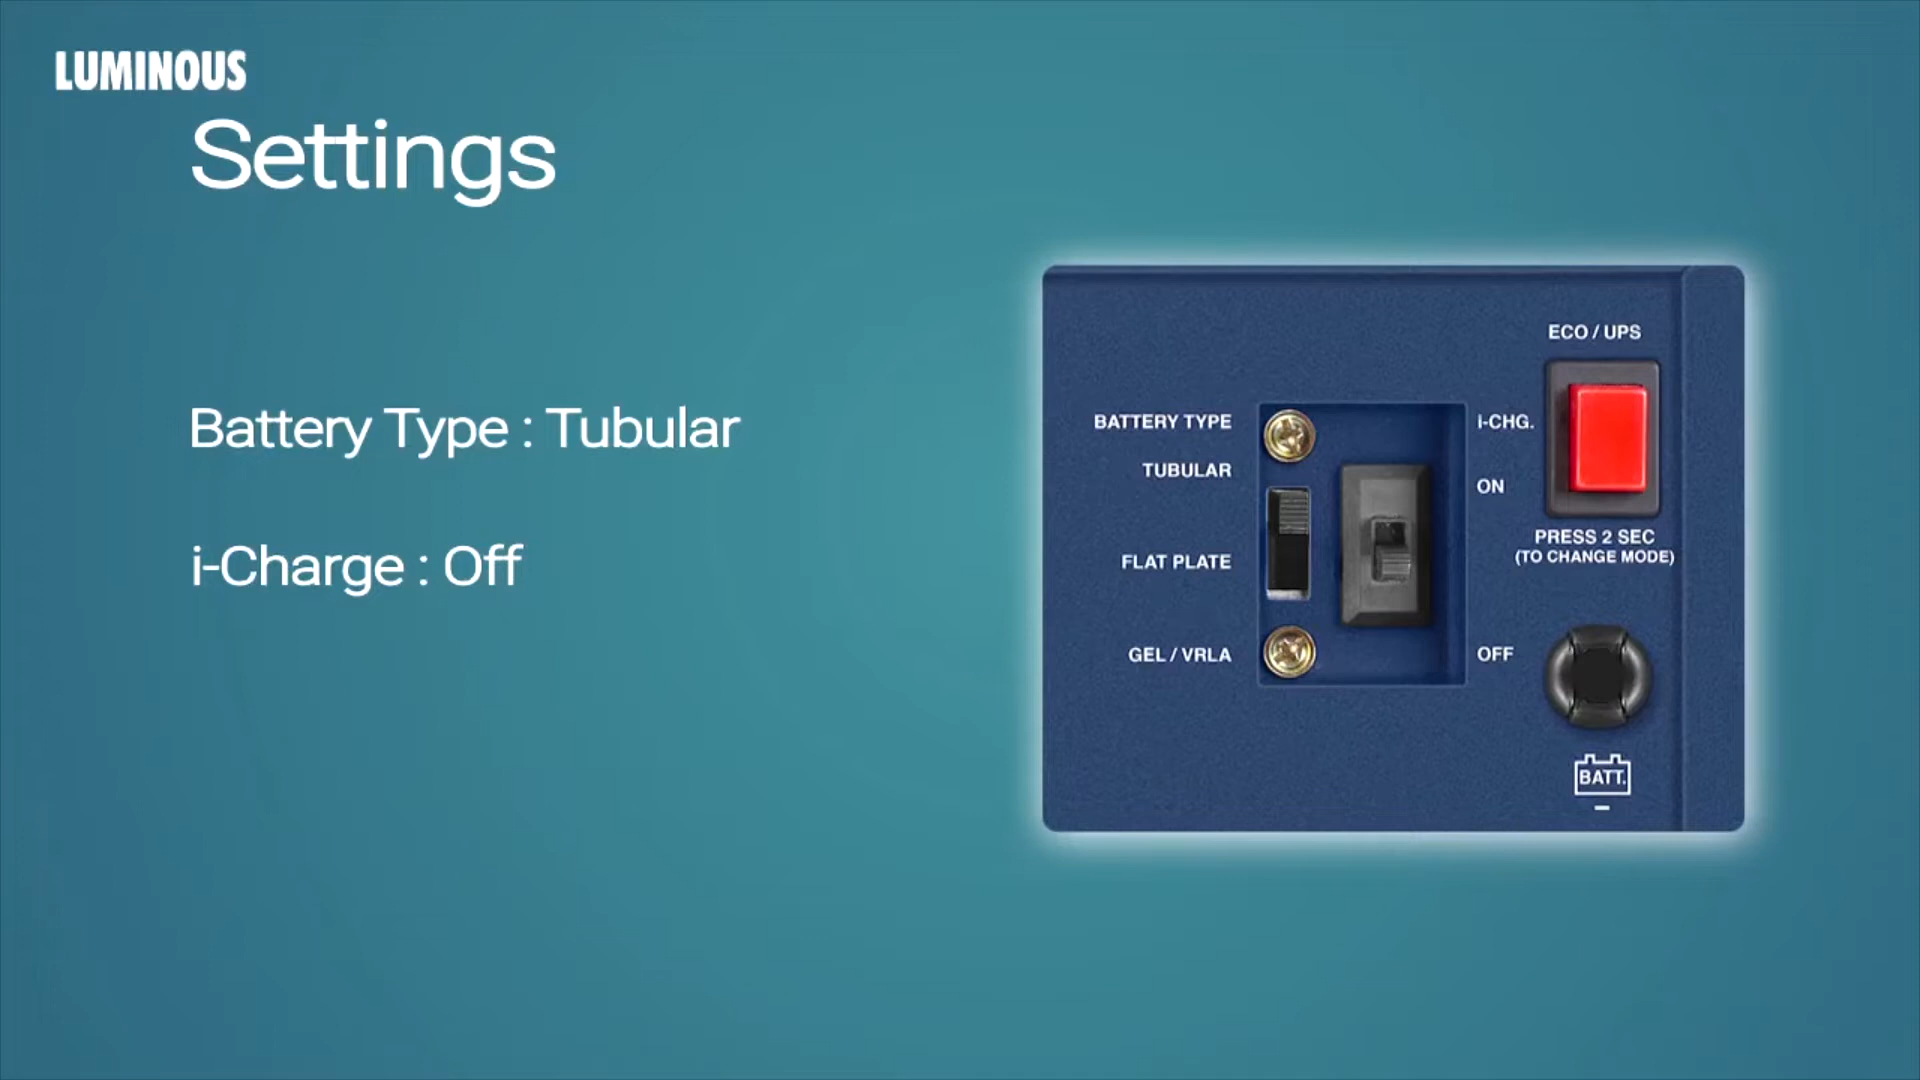 LUMINOUS
Settings
Battery Type : Tubular
i-Charge : Off
ECO / UPS
BATTERY TYPE
i-CHG.
TUBULAR
ON
PRESS 2 SEC
(TO CHANGE MODE)
FLAT PLATE
GEL / VRLA
OFF
BATT.